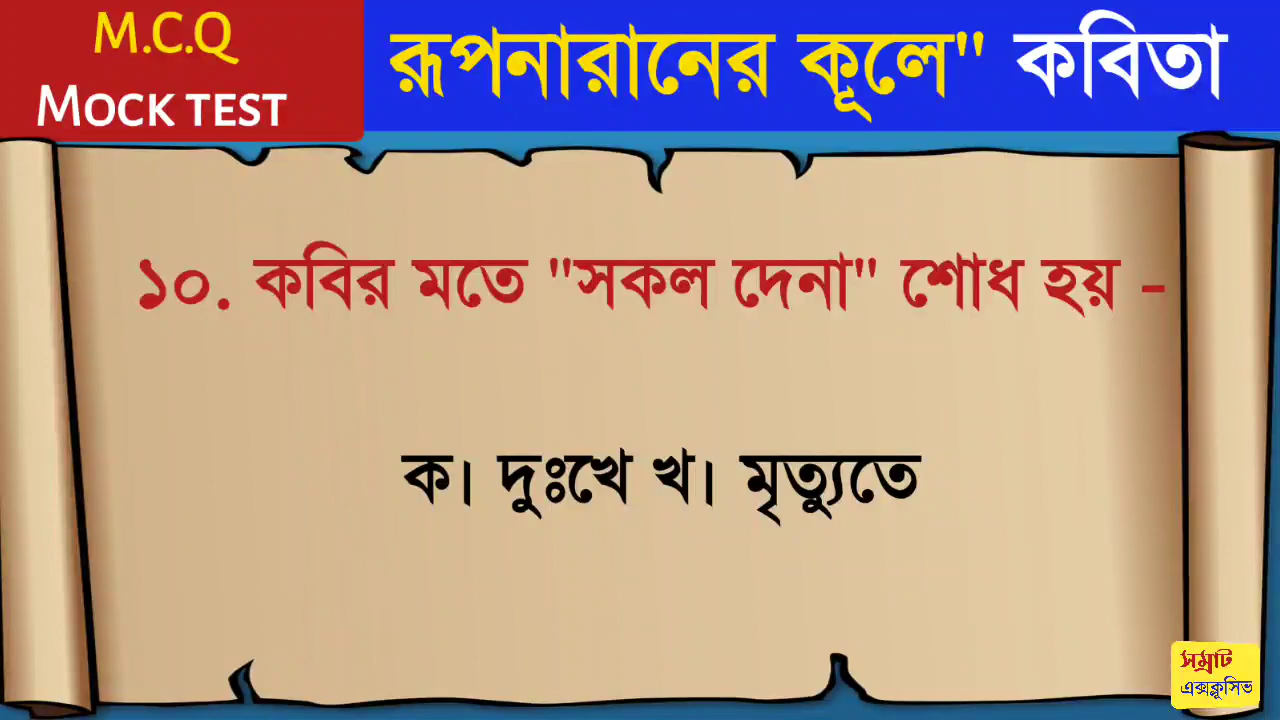 M.C.Q
MOCK TEST
রূপনারানের কূলে" কবিতা
১০. কবির মতে "সকল দেনা" শোধ হয় -
ক। দুঃখে খ। মৃত্যুতে
সম্রাট
এক্সক্লুসিভ